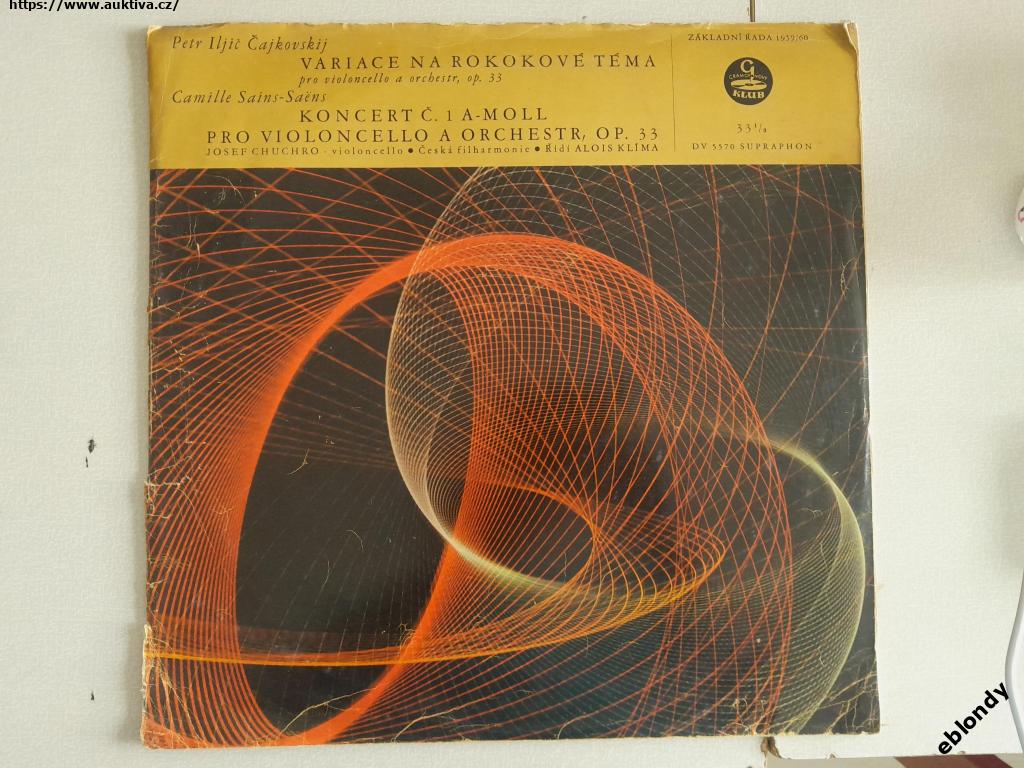 https://www.auktiva.cz/
Petr Iljič Čajkovskij
VARIACE NA ROKOKOVÉ TÉMA
pro violoncello a orchestr, op. 33
Camille Sains-Saëns
KONCERT Č. 1 A-MOLL
PRO VIOLONCELLO A ORCHESTR, OP. 33
JOSEF CHUCHRO - violoncello ● Česká filharmonie ● Řídí ALOIS KLÍMA
ZÁKLADNÍ ŘADA 1959/60
G
GRAMOFONOVÝ
KLUB
33 1/3
DV 5570 SUPRAPHON
eblondy